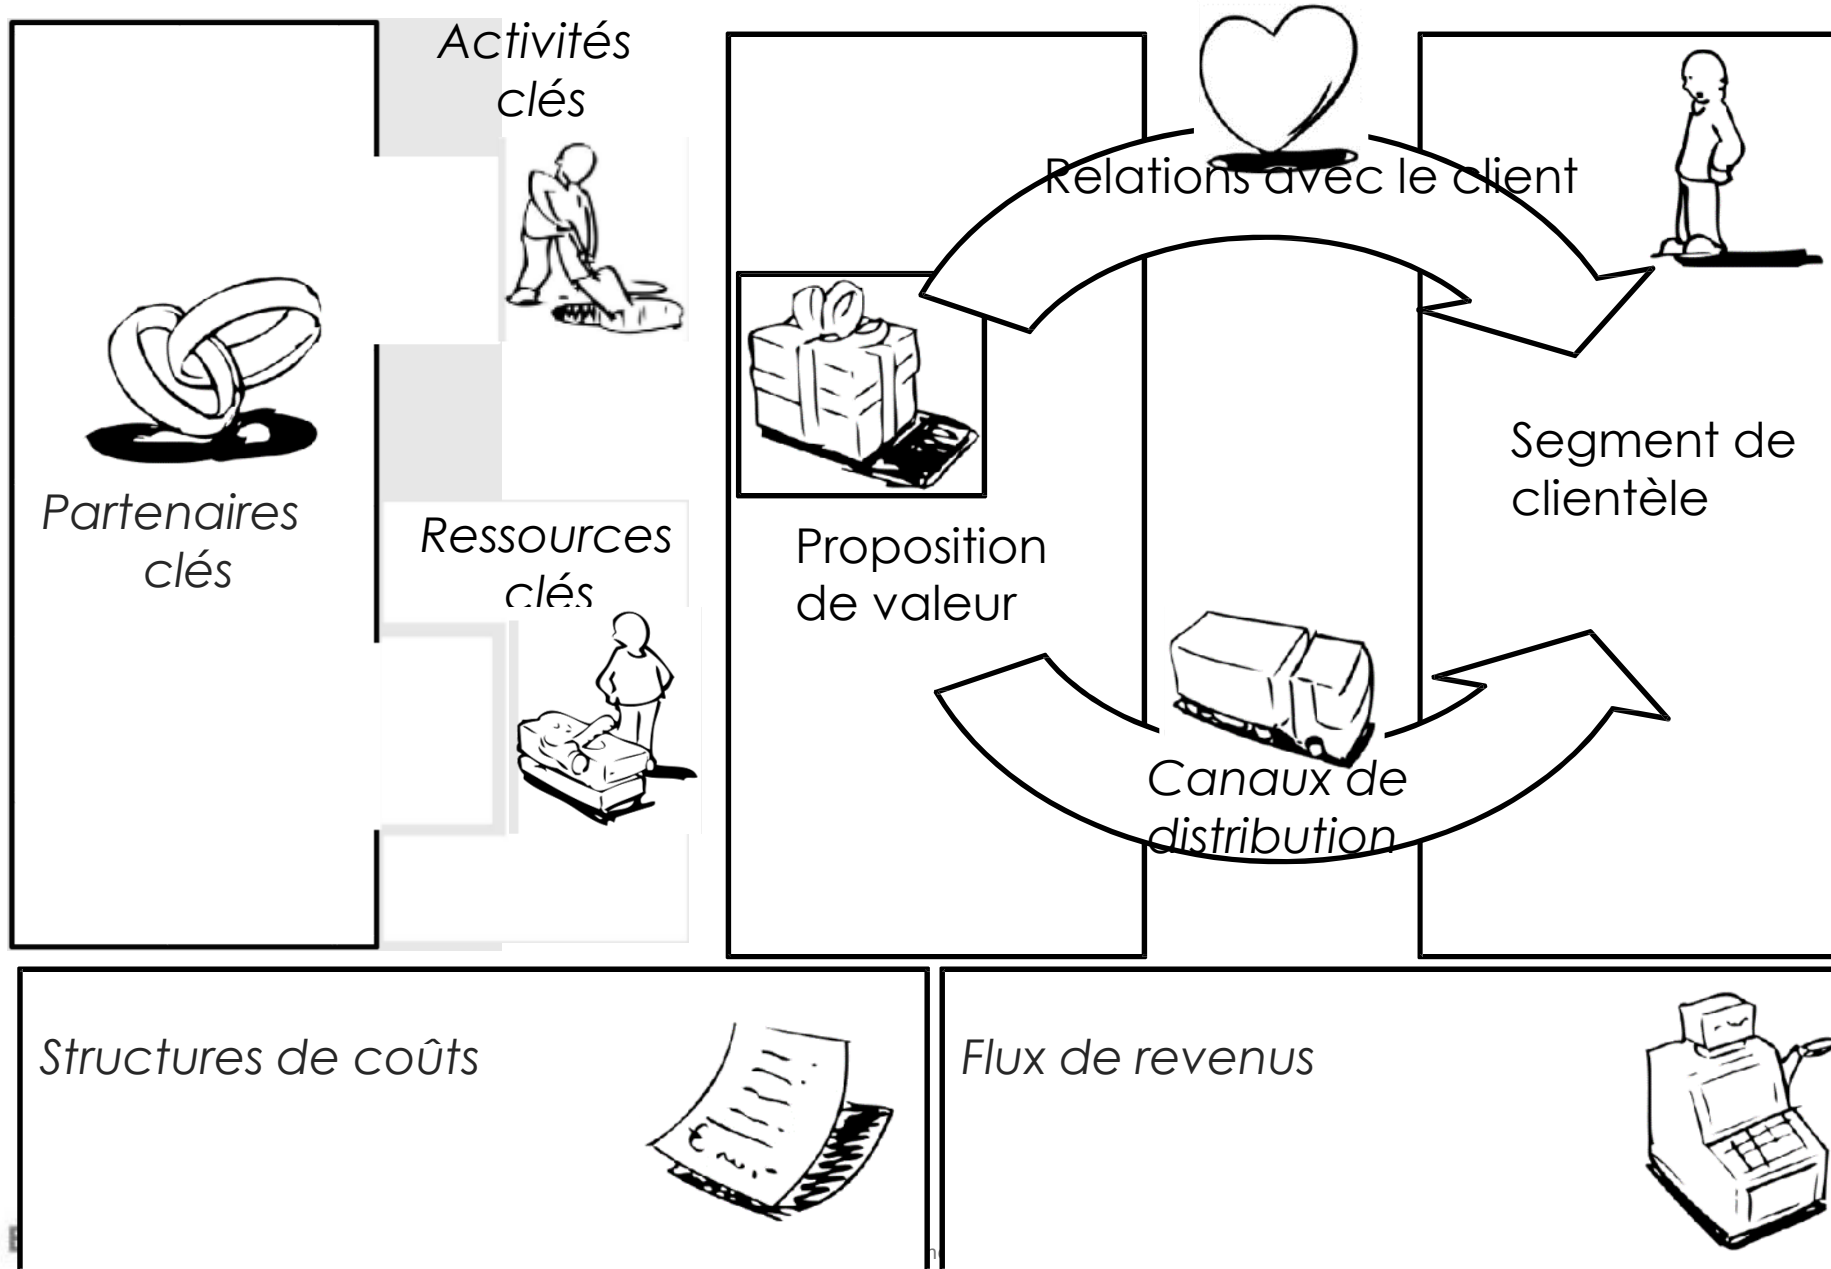 Activités
clés
Relations avec le client
Segment de
clientèle
Partenaires
clés
Ressources
clés
Proposition
de valeur
Canaux de
distribution
Structures de coûts
Flux de revenus